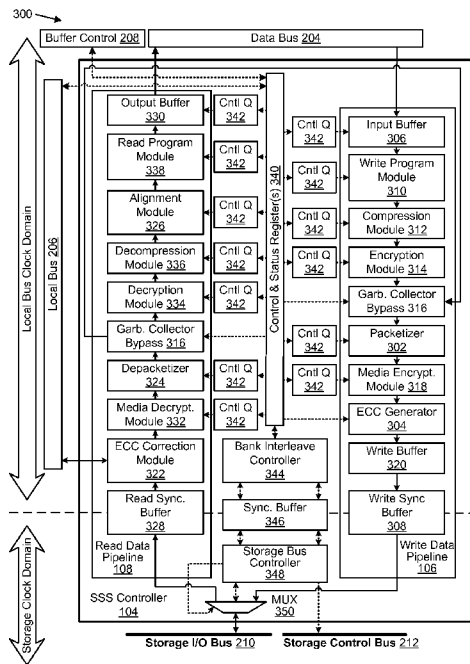 300
Buffer Control 208
Data Bus 204
Local Bus Clock Domain
Local Bus 206
Output Buffer
330
Read Program
Module
338
Alignment
Module
326
Decompression
Module 336
Decryption
Module 334
Garb. Collector
Bypass 316
Depacketizer
324
Media Decrypt.
Module 332
ECC Correction
Module
322
Read Sync.
Buffer
328
Read Data
Pipeline
108
Cntl Q
342
Cntl Q
342
Cntl Q
342
Cntl Q
342
Cntl Q
342
Cntl Q
342
Cntl Q
342
Control & Status Register(s) 340
Cntl Q
342
Cntl Q
342
Cntl Q
342
Cntl Q
342
Cntl Q
342
Cntl Q
342
Input Buffer
306
Write Program
Module
310
Compression
Module 312
Encryption
Module 314
Garb. Collector
Bypass 316
Packetizer
302
Media Encrypt.
Module 318
ECC Generator
304
Write Buffer
320
Write Sync
Buffer
308
Write Data
Pipeline 106
Bank Interleave
Controller
344
Sync. Buffer
346
Storage Bus
Controller
348
MUX
350
SSS Controller
104
Storage Clock Domain
Storage I/O Bus 210
Storage Control Bus 212